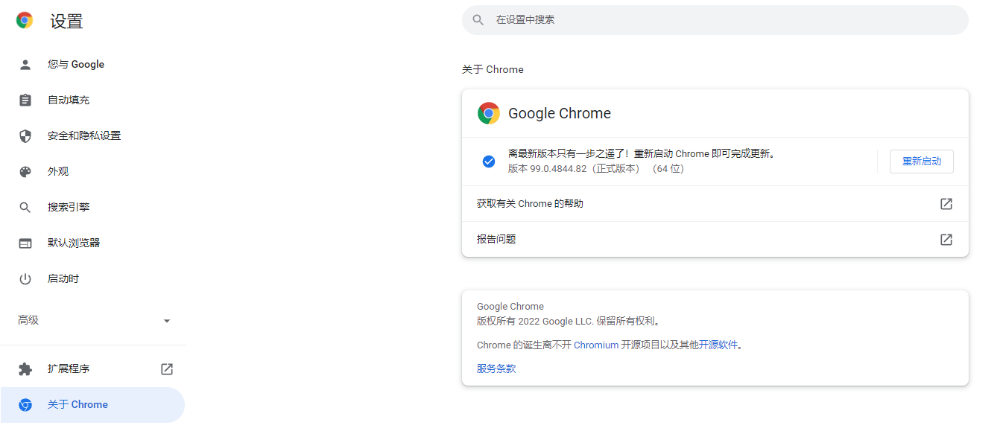 设置
在设置中搜索
您与 Google
自动填充
安全和隐私设置
外观
搜索引擎
默认浏览器
启动时
高级
扩展程序
关于 Chrome
关于 Chrome
Google Chrome
离最新版本只有一步之遥了！重新启动 Chrome 即可完成更新。
版本 99.0.4844.82（正式版本） （64 位）
重新启动
获取有关 Chrome 的帮助
报告问题
Google Chrome
版权所有 2022 Google LLC. 保留所有权利。
Chrome 的诞生离不开 Chromium 开源项目以及其他开源软件。
服务条款